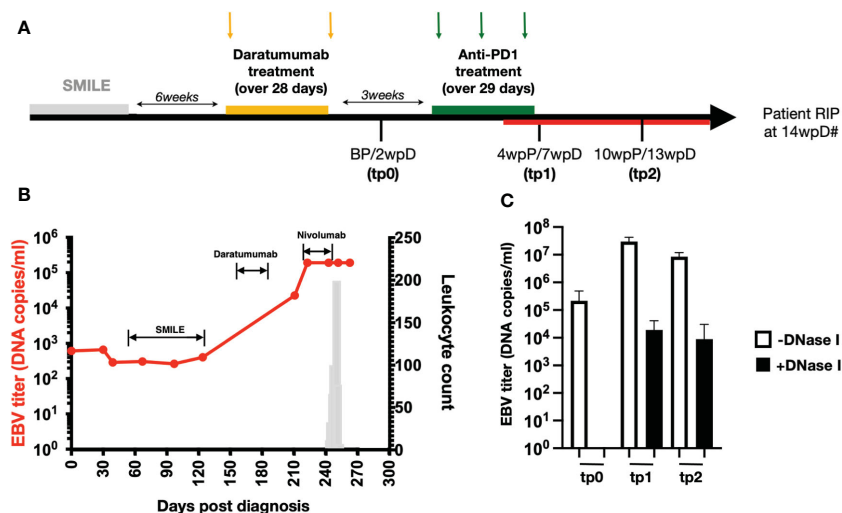 A
Daratumumab
treatment
(over 28 days)
Anti-PD1
treatment
(over 29 days)
SMILE
6weeks
3weeks
Patient RIP
at 14wpD#
BP/2wpD
(tp0)
4wpP/7wpD
(tp1)
10wpP/13wpD
(tp2)
B
EBV titer (DNA copies/ml)
10^6
10^5
10^4
10^3
10^2
10^1
10^0
Nivolumab
Daratumumab
SMILE
250
200
150
100
50
0
Leukocyte count
0 30 60 90 120 150 180 210 240 270 300
Days post diagnosis
C
EBV titer (DNA copies/ml)
10^8
10^7
10^6
10^5
10^4
10^3
10^2
10^1
10^0
tp0 tp1 tp2
-DNase I
+DNase I